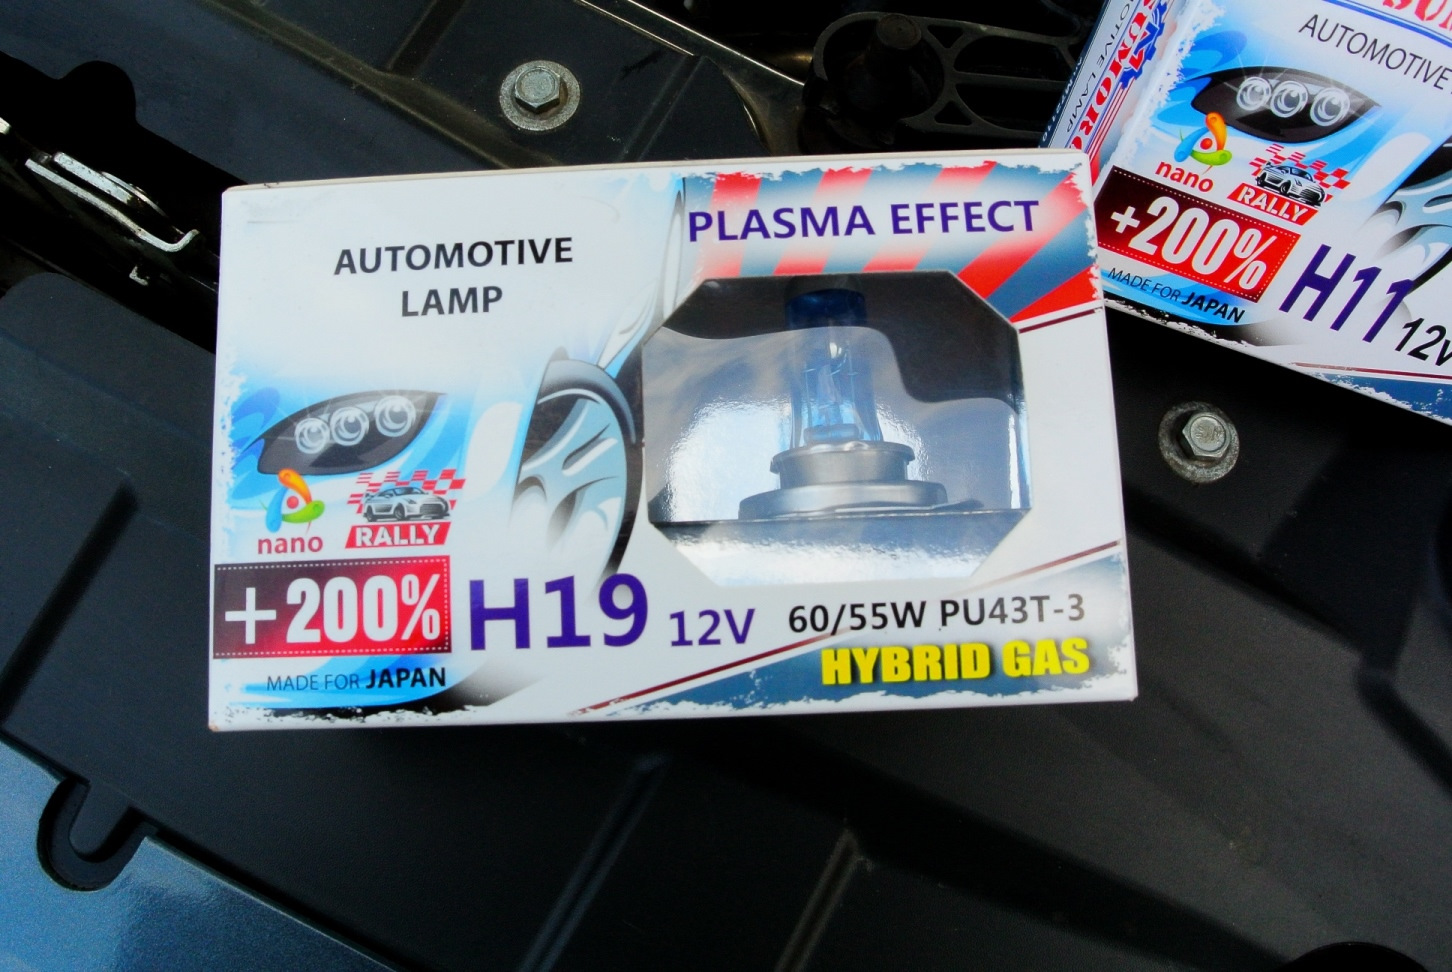 AUTOMOTIVE
LAMP
PLASMA EFFECT
nano
RALLY
+200%
H19 12V
60/55W PU43T-3
HYBRID GAS
MADE FOR JAPAN
AUTOMOTIVE
nano
RALLY
+200%
H11
12V
MADE FOR JAPAN